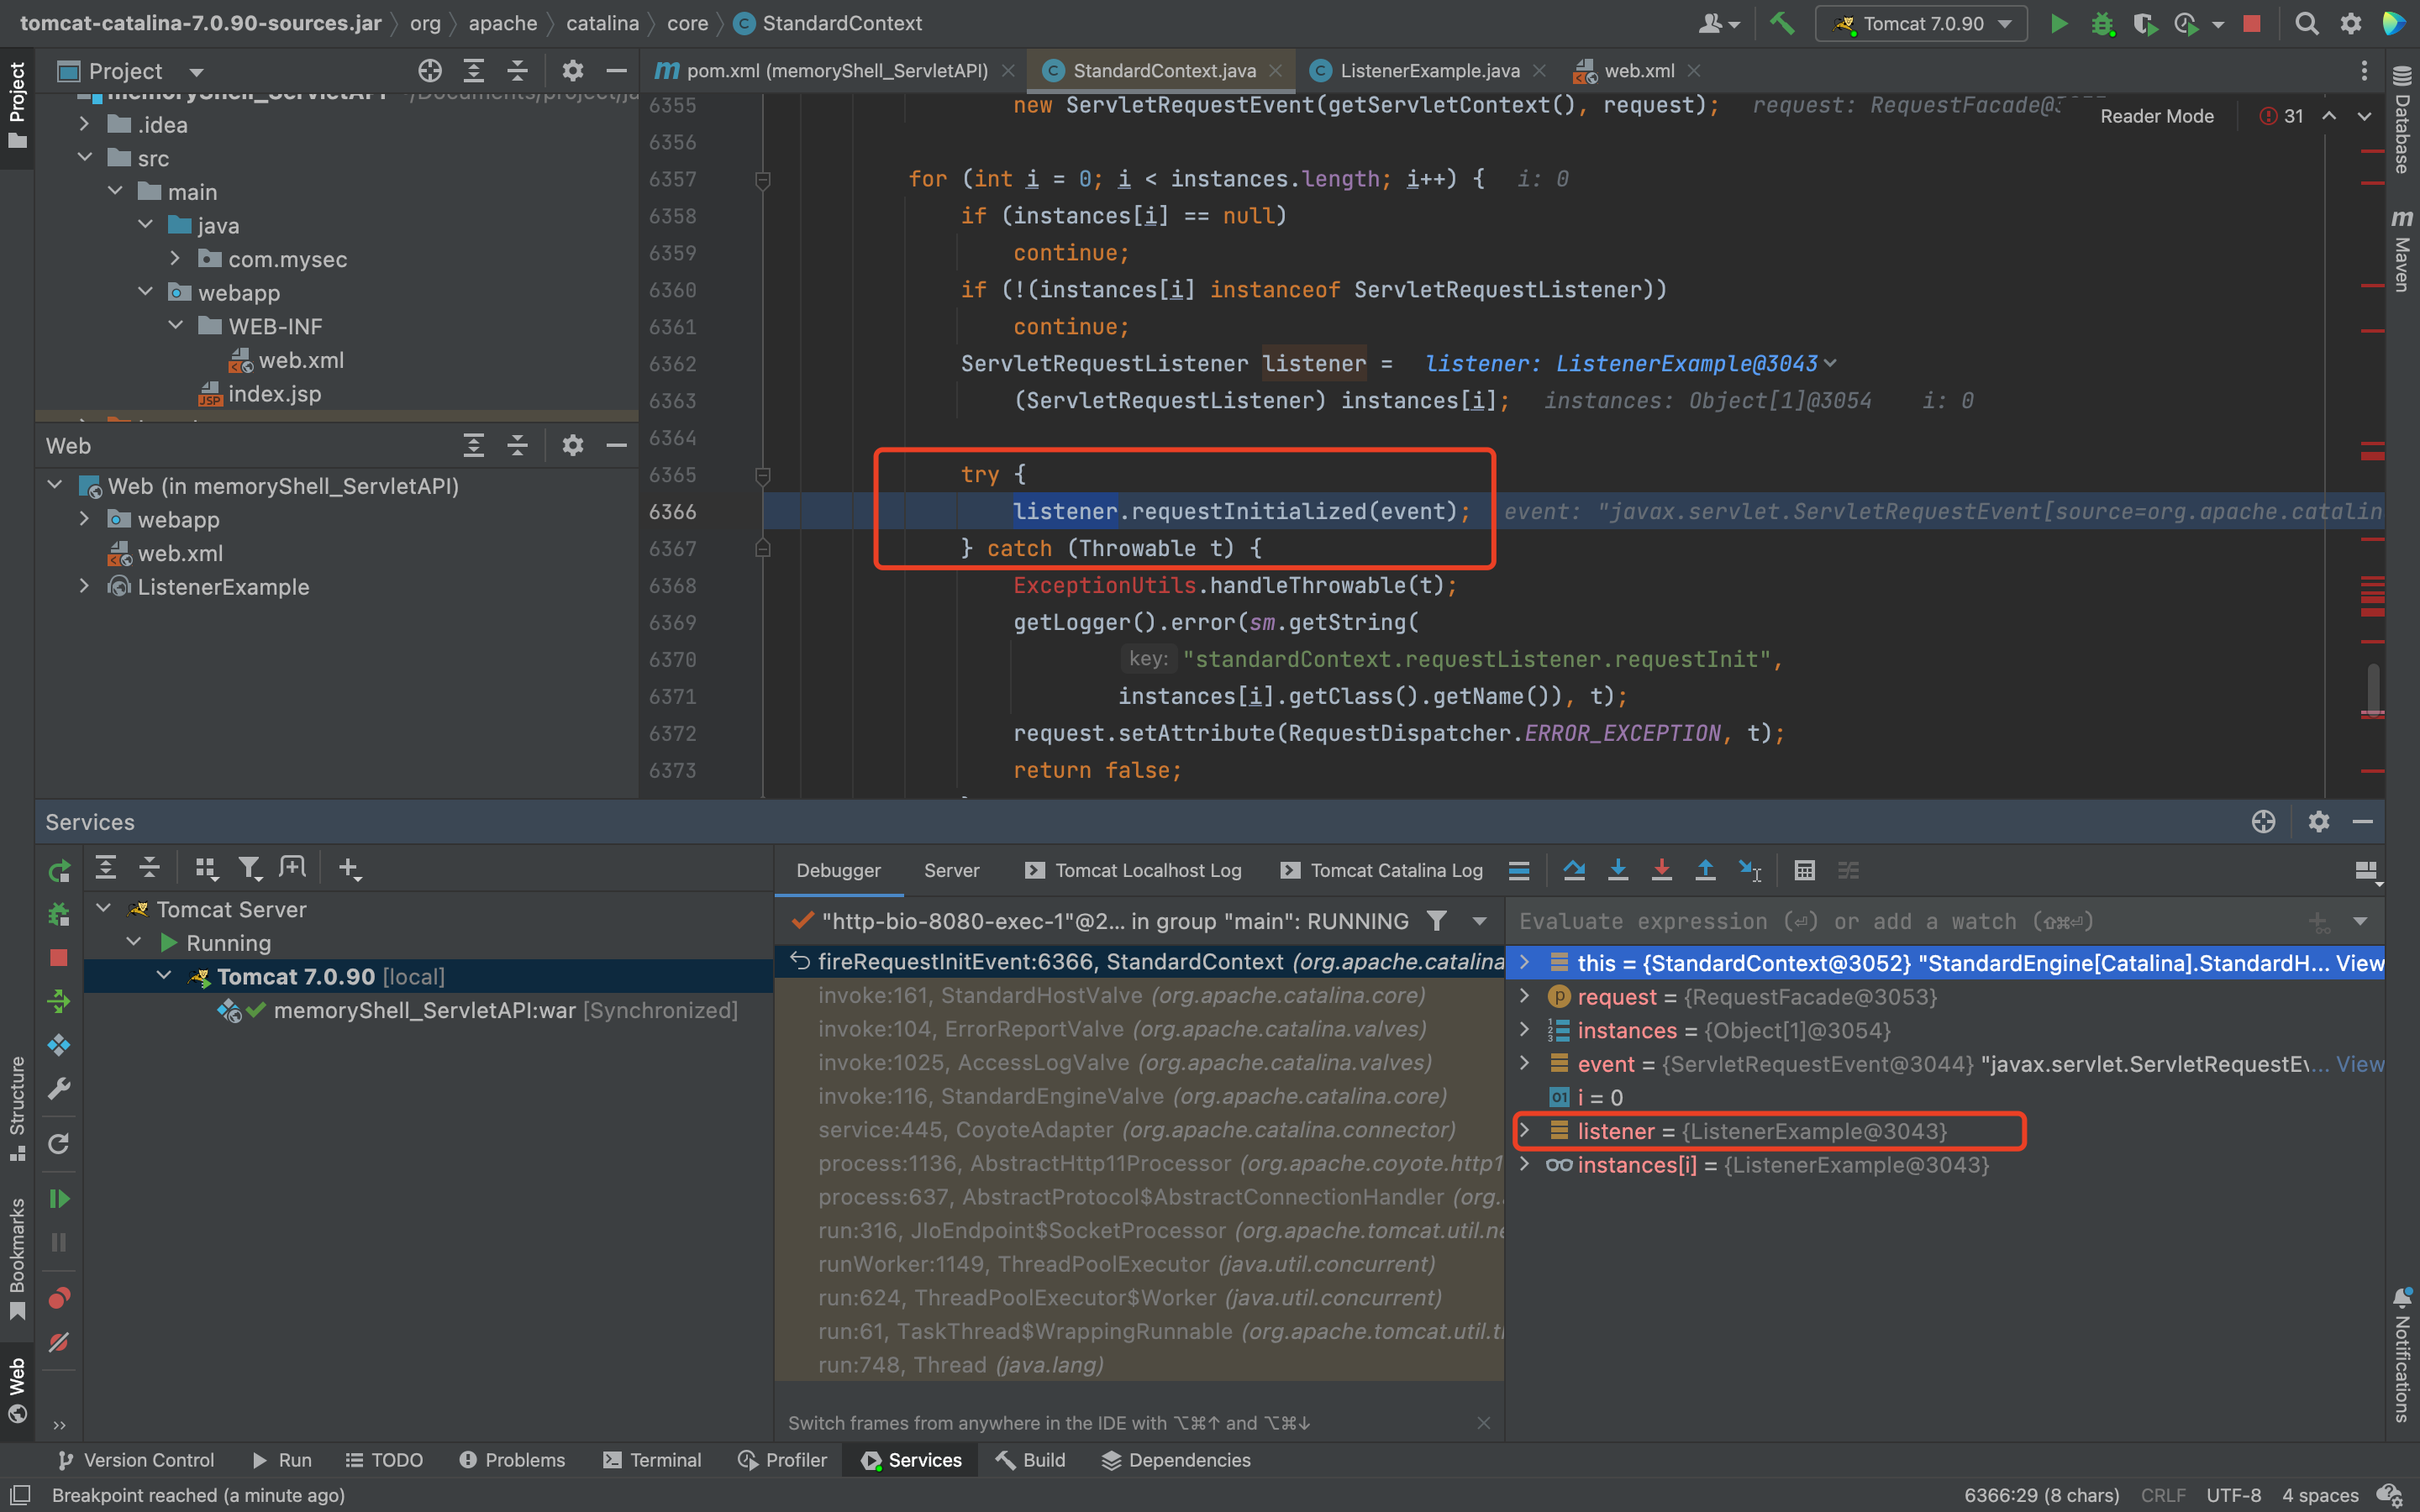 tomcat-catalina-7.0.90-sources.jar org apache catalina core StandardContext
Tomcat 7.0.90
Project
pom.xml (memoryShell_ServletAPI)
StandardContext.java
ListenerExample.java
web.xml
Reader Mode
31
.idea
src
main
java
com.mysec
webapp
WEB-INF
web.xml
index.jsp
6355 new ServletRequestEvent(getServletContext(), request); request: RequestFacade@
6356
6357 for (int i = 0; i < instances.length; i++) { i: 0
6358 if (instances[i] == null)
6359 continue;
6360 if (!(instances[i] instanceof ServletRequestListener))
6361 continue;
6362 ServletRequestListener listener = listener: ListenerExample@3043
6363 (ServletRequestListener) instances[i]; instances: Object[1]@3054 i: 0
6364
6365 try {
6366 listener.requestInitialized(event); event: "javax.servlet.ServletRequestEvent[source=org.apache.catalin
6367 } catch (Throwable t) {
6368 ExceptionUtils.handleThrowable(t);
6369 getLogger().error(sm.getString(
6370 key: "standardContext.requestListener.requestInit",
6371 instances[i].getClass().getName()), t);
6372 request.setAttribute(RequestDispatcher.ERROR_EXCEPTION, t);
6373 return false;
Web
Web (in memoryShell_ServletAPI)
webapp
web.xml
ListenerExample
Project
Structure
Bookmarks
Web
Database
Maven
Notifications
Services
Tomcat Server
Running
Tomcat 7.0.90 [local]
memoryShell_ServletAPI:war [Synchronized]
Debugger
Server
Tomcat Localhost Log
Tomcat Catalina Log
"http-bio-8080-exec-1"@2... in group "main": RUNNING
fireRequestInitEvent:6366, StandardContext (org.apache.catalina
invoke:161, StandardHostValve (org.apache.catalina.core)
invoke:104, ErrorReportValve (org.apache.catalina.valves)
invoke:1025, AccessLogValve (org.apache.catalina.valves)
invoke:116, StandardEngineValve (org.apache.catalina.core)
service:445, CoyoteAdapter (org.apache.catalina.connector)
process:1136, AbstractHttp11Processor (org.apache.coyote.http1
process:637, AbstractProtocol$AbstractConnectionHandler (org.
run:316, JIoEndpoint$SocketProcessor (org.apache.tomcat.util.ne
runWorker:1149, ThreadPoolExecutor (java.util.concurrent)
run:624, ThreadPoolExecutor$Worker (java.util.concurrent)
run:61, TaskThread$WrappingRunnable (org.apache.tomcat.util.t
run:748, Thread (java.lang)
Switch frames from anywhere in the IDE with ⌥⌘↑ and ⌥⌘↓
Evaluate expression (⏎) or add a watch (⇧⌘⏎)
this = {StandardContext@3052} "StandardEngine[Catalina].StandardH... View
request = {RequestFacade@3053}
instances = {Object[1]@3054}
event = {ServletRequestEvent@3044} "javax.servlet.ServletRequestEv... View
i = 0
listener = {ListenerExample@3043}
instances[i] = {ListenerExample@3043}
Version Control
Run
TODO
Problems
Terminal
Profiler
Services
Build
Dependencies
Breakpoint reached (a minute ago)
6366:29 (8 chars) CRLF UTF-8 4 spaces